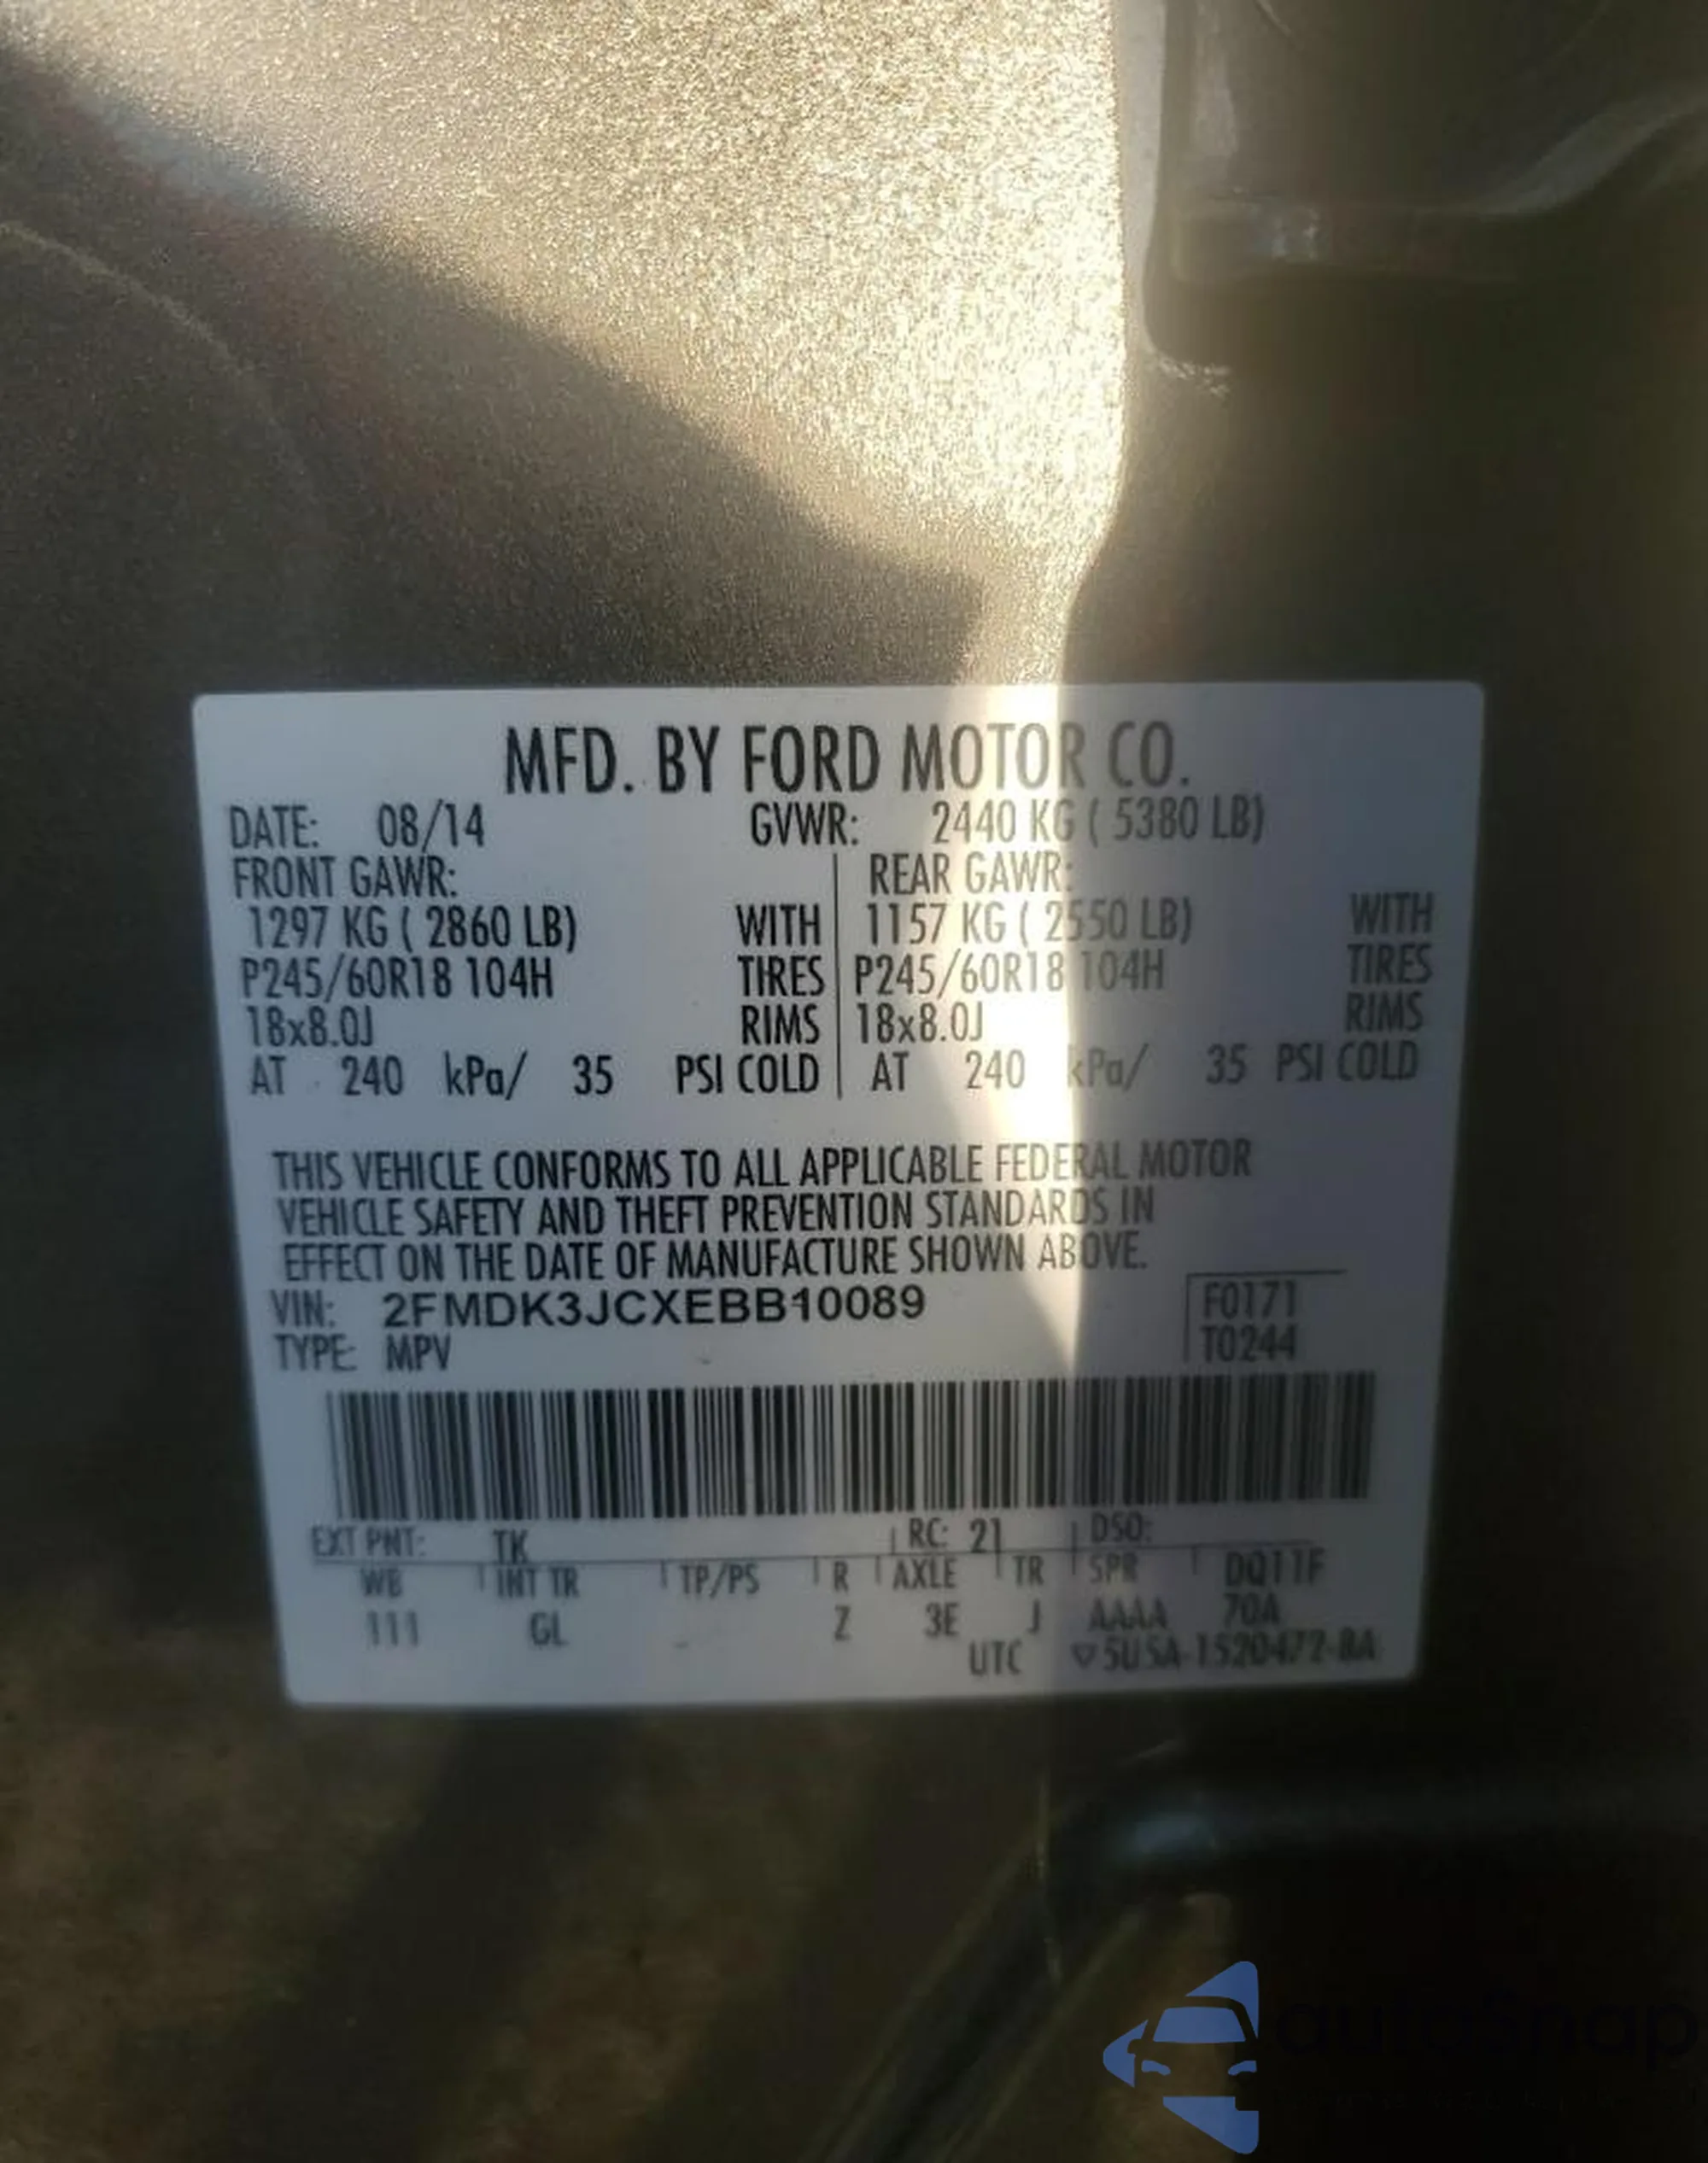 MFD. BY FORD MOTOR CO.
DATE: 08/14 GVWR: 2440 KG ( 5380 LB)
FRONT GAWR: REAR GAWR:
1297 KG ( 2860 LB) WITH 1157 KG ( 2550 LB) WITH
P245/60R18 104H TIRES P245/60R18 104H TIRES
18x8.0J RIMS 18x8.0J RIMS
AT 240 kPa/ 35 PSI COLD AT 240 kPa/ 35 PSI COLD
THIS VEHICLE CONFORMS TO ALL APPLICABLE FEDERAL MOTOR
VEHICLE SAFETY AND THEFT PREVENTION STANDARDS IN
EFFECT ON THE DATE OF MANUFACTURE SHOWN ABOVE.
VIN: 2FMDK3JCXEBB10089 F0171
TYPE: MPV T0244
EXT PNT: TK RC: 21 DSO:
WB INT TR TP/PS R AXLE TR SPR DQ11F
111 GL Z 3E J AAAA 70A
UTC ▽5U5A-1520472-BA
autosnap